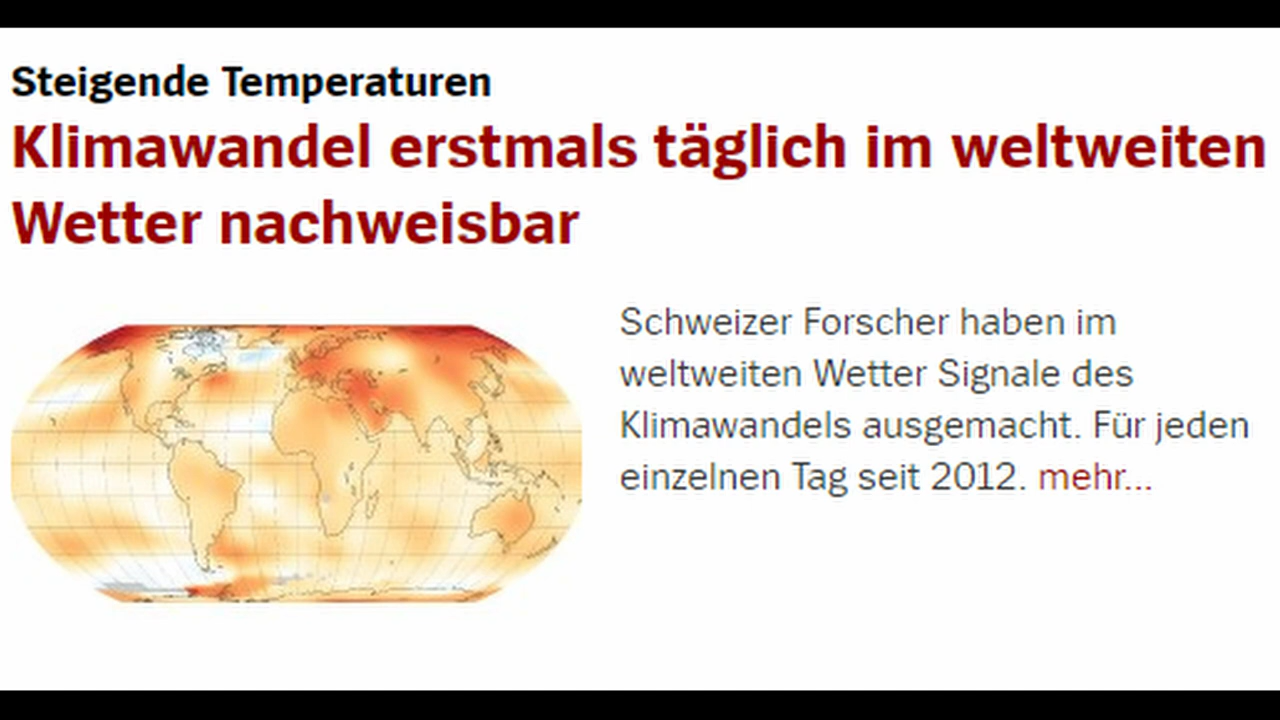 Steigende Temperaturen
Klimawandel erstmals täglich im weltweiten
Wetter nachweisbar
Schweizer Forscher haben im
weltweiten Wetter Signale des
Klimawandels ausgemacht. Für jeden
einzelnen Tag seit 2012. mehr...